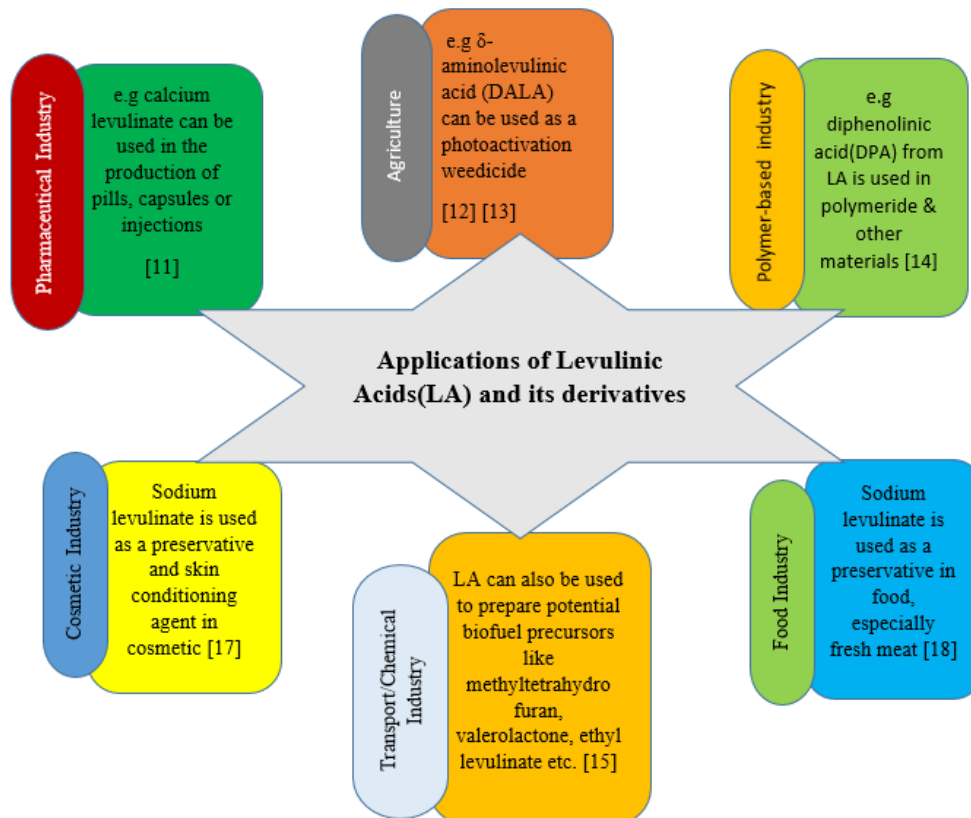 Pharmaceutical Industry
e.g calcium
levulinate can be
used in the
production of
pills, capsules or
injections
[11]
Agriculture
e.g δ-
aminolevulinic
acid (DALA)
can be used as a
photoactivation
weedicide
[12] [13]
Polymer-based industry
e.g
diphenolinic
acid(DPA) from
LA is used in
polymeride &
other
materials [14]
Applications of Levulinic
Acids(LA) and its derivatives
Cosmetic Industry
Sodium
levulinate is used
as a preservative
and skin
conditioning
agent in
cosmetic [17]
Transport/Chemical
Industry
LA can also be used
to prepare potential
biofuel precursors
like
methyltetrahydro
furan,
valerolactone, ethyl
levulinate etc. [15]
Food Industry
Sodium
levulinate is
used as a
preservative in
food,
especially
fresh meat [18]